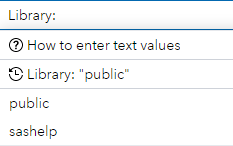 Library:
How to enter text values
Library: "public"
public
sashelp